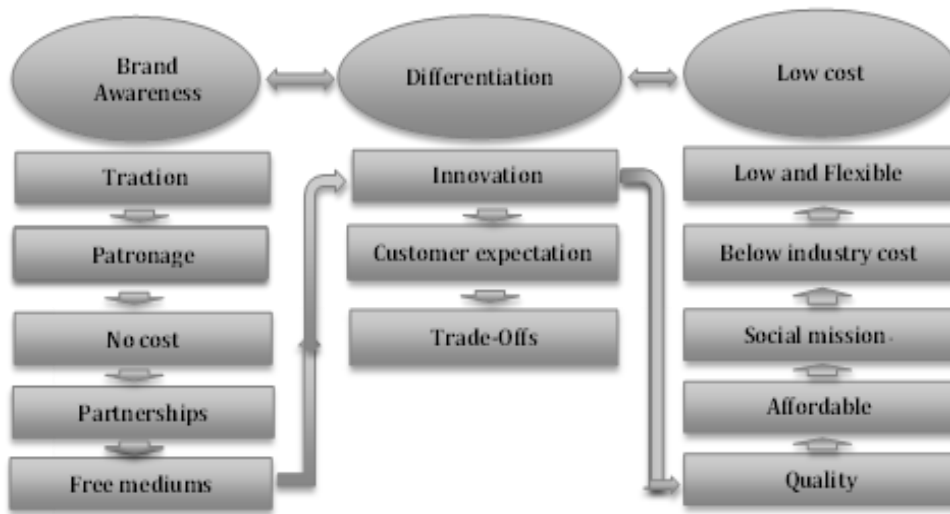 Brand
Awareness
Differentiation
Low cost
Traction
Patronage
No cost
Partnerships
Free mediums
Innovation
Customer expectation
Trade-Offs
Low and Flexible
Below industry cost
Social mission
Affordable
Quality